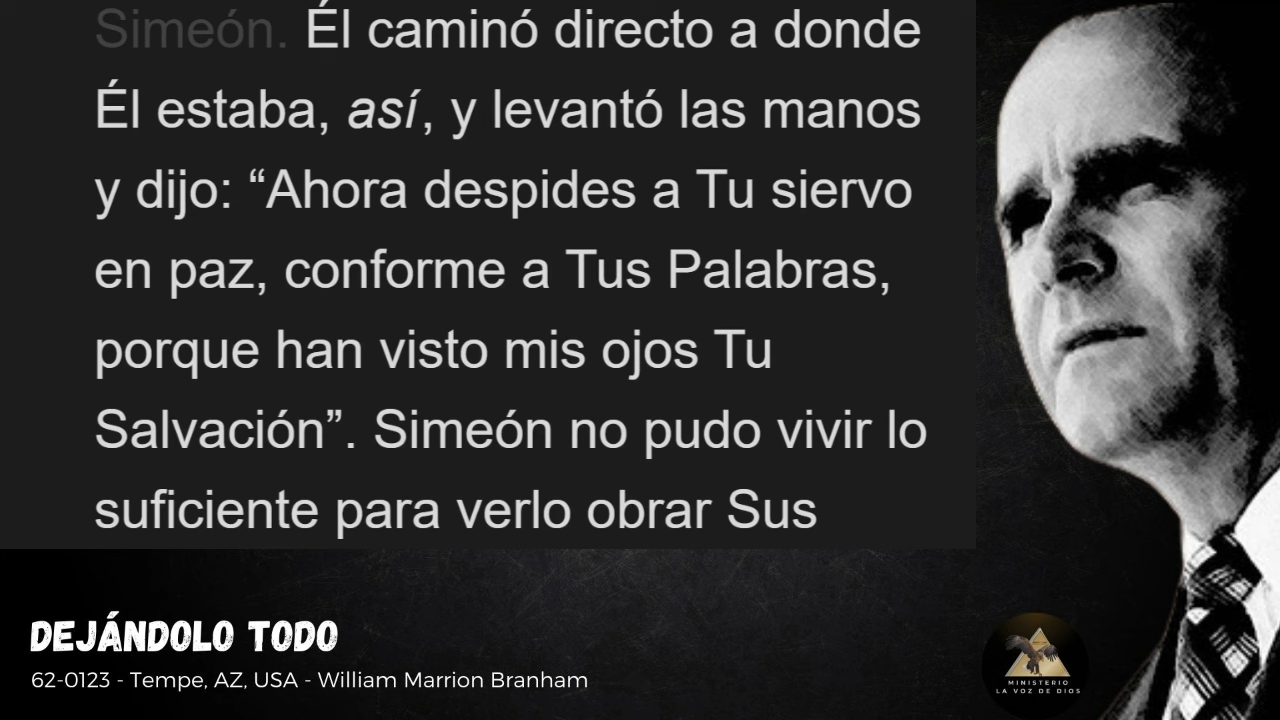 Simeón. Él caminó directo a donde
Él estaba, así, y levantó las manos
y dijo: “Ahora despides a Tu siervo
en paz, conforme a Tus Palabras,
porque han visto mis ojos Tu
Salvación”. Simeón no pudo vivir lo
suficiente para verlo obrar Sus
DEJÁNDOLO TODO
62-0123 - Tempe, AZ, USA - William Marrion Branham
MINISTERIO
LA VOZ DE DIOS